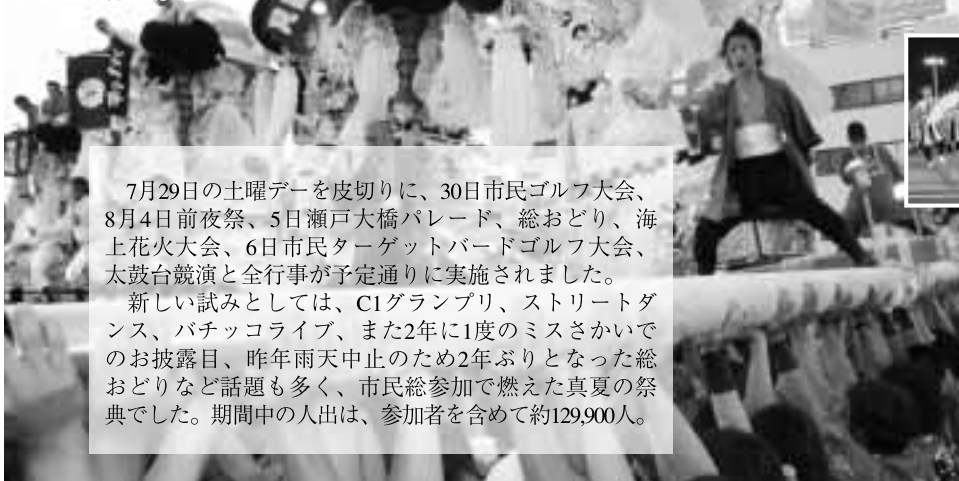 7月29日の土曜デーを皮切りに、30日市民ゴルフ大会、
8月4日前夜祭、5日瀬戸大橋パレード、総おどり、海
上花火大会、6日市民ターゲットバードゴルフ大会、
太鼓台競演と全行事が予定通りに実施されました。
　新しい試みとしては、C1グランプリ、ストリートダ
ンス、バチッコライブ、また2年に1度のミスさかいで
のお披露目、昨年雨天中止のため2年ぶりとなった総
おどりなど話題も多く、市民総参加で燃えた真夏の祭
典でした。期間中の人出は、参加者を含めて約129,900人。